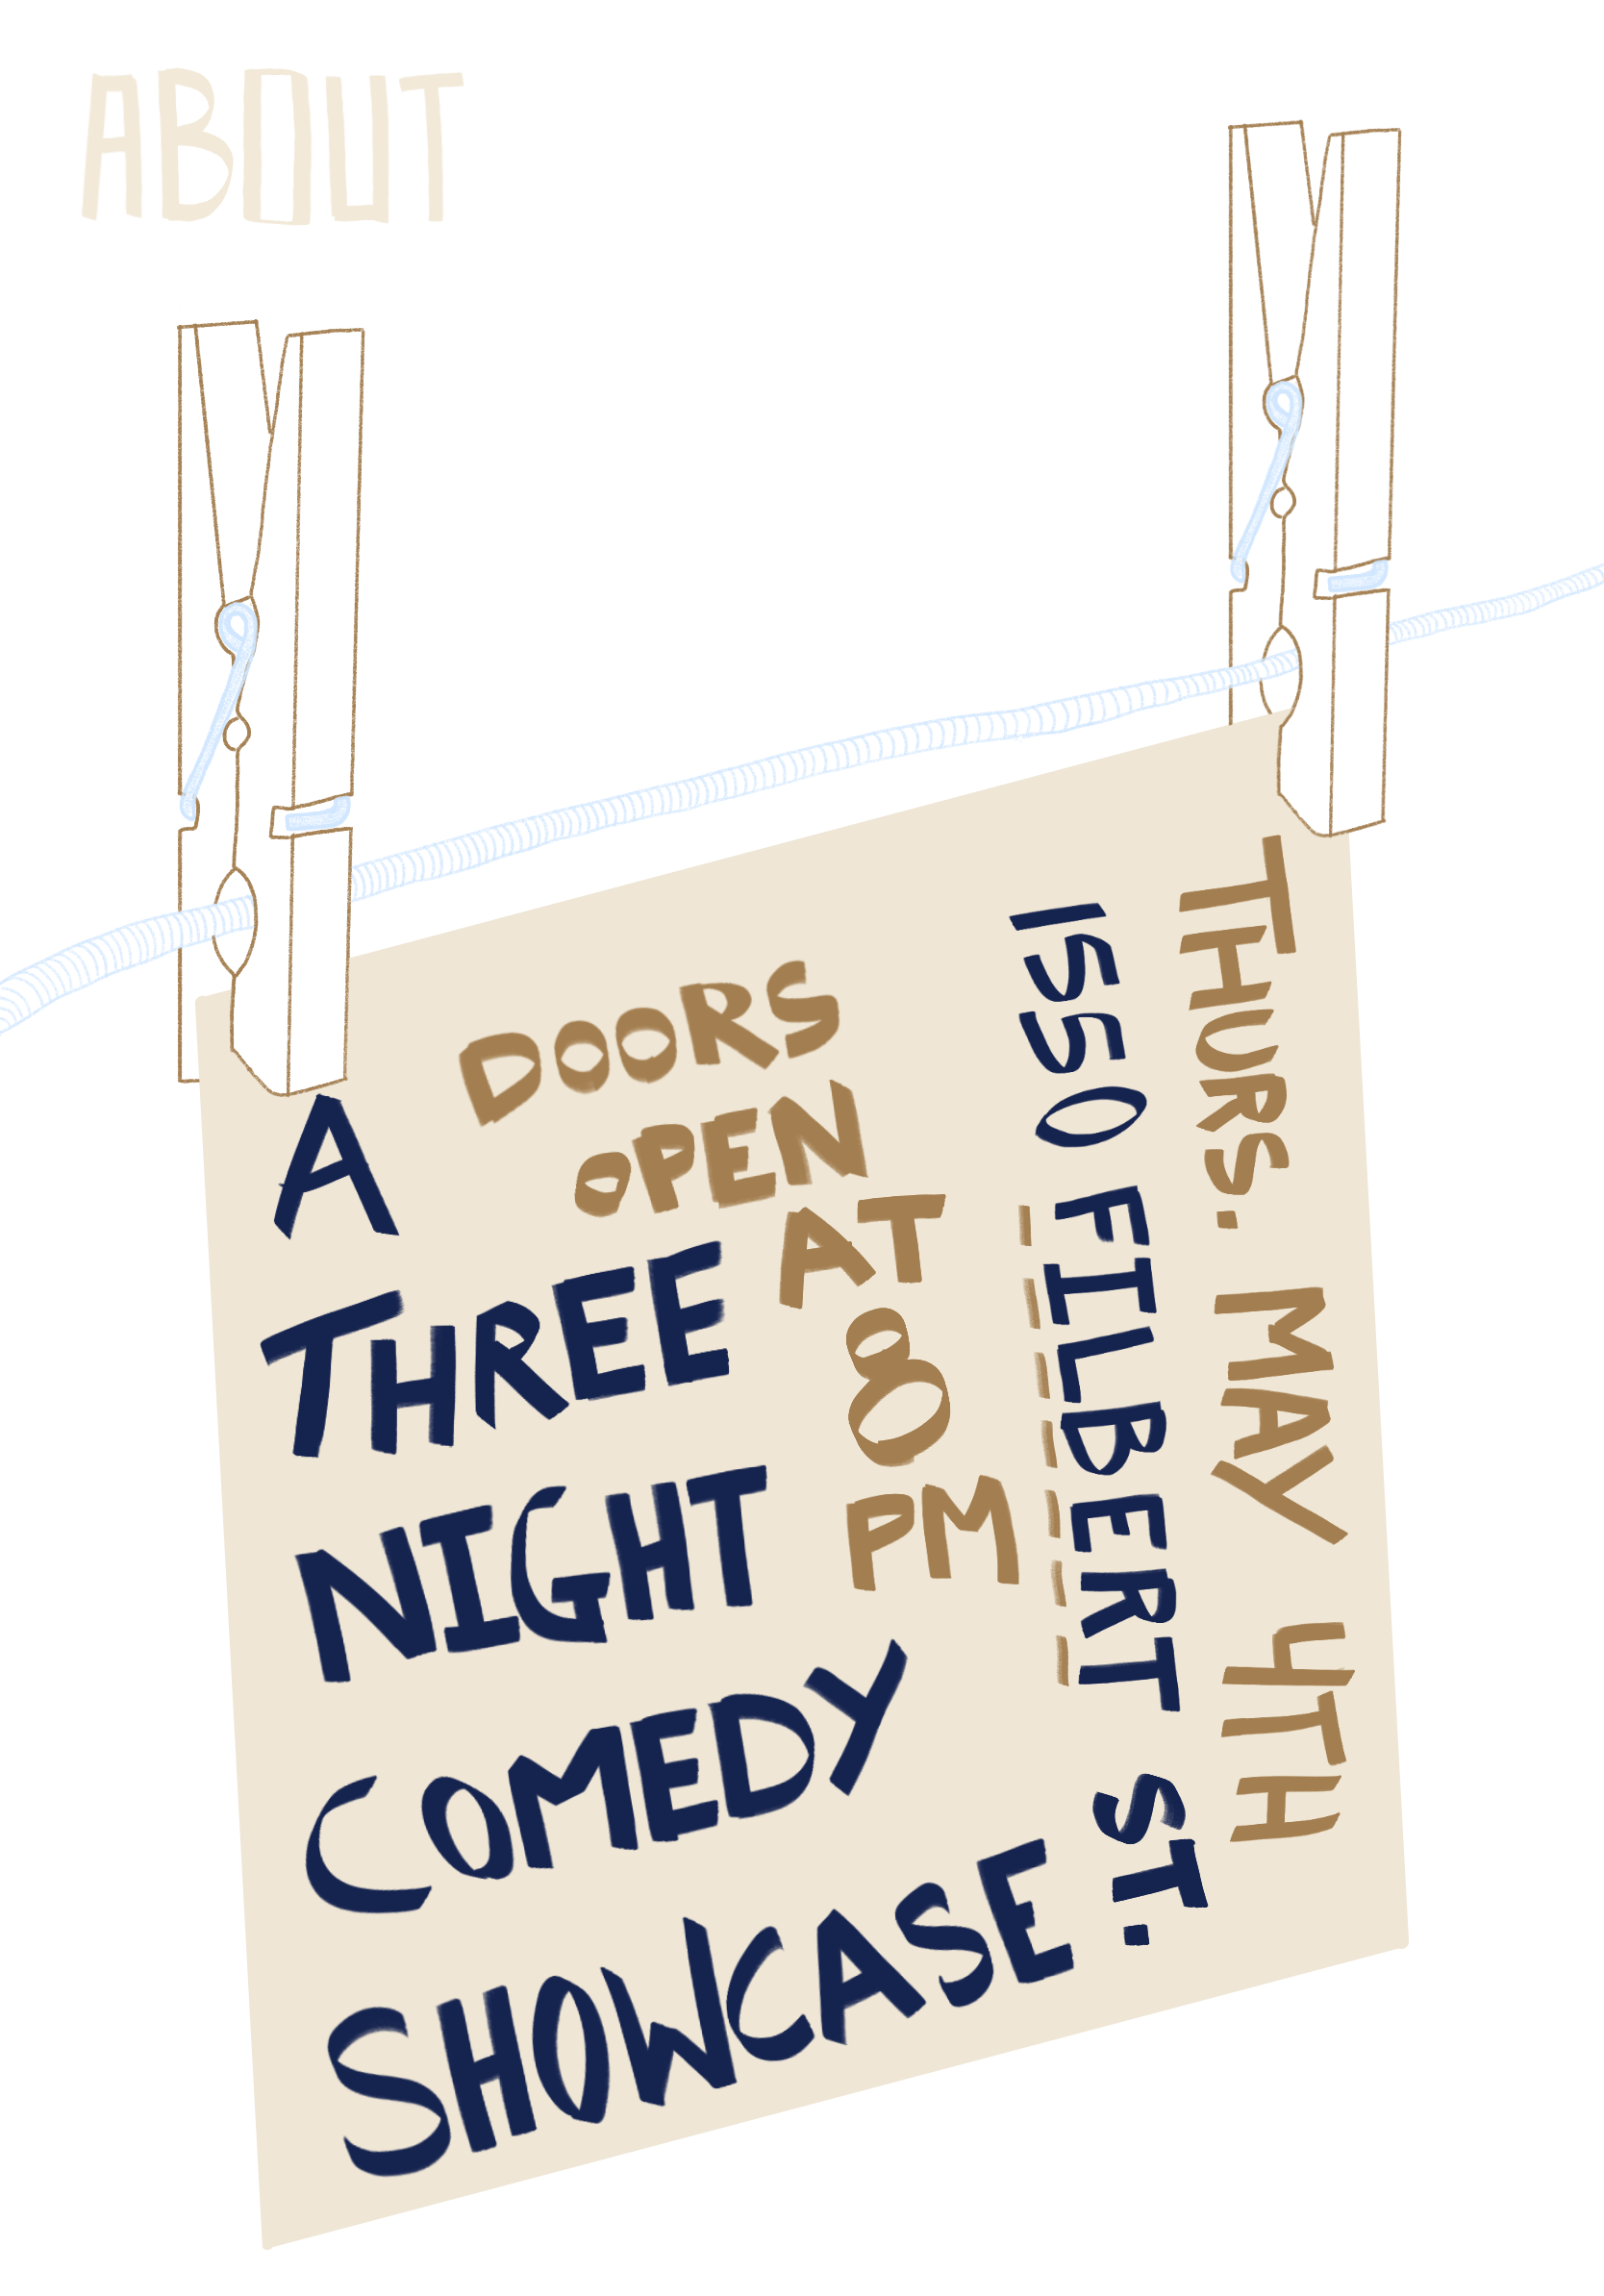 ABOUT
DOORS
OPEN
AT
8
PM
A
THREE
NIGHT
COMEDY
SHOWCASE
1550 FILBERT ST.
THURS. MAY 4TH